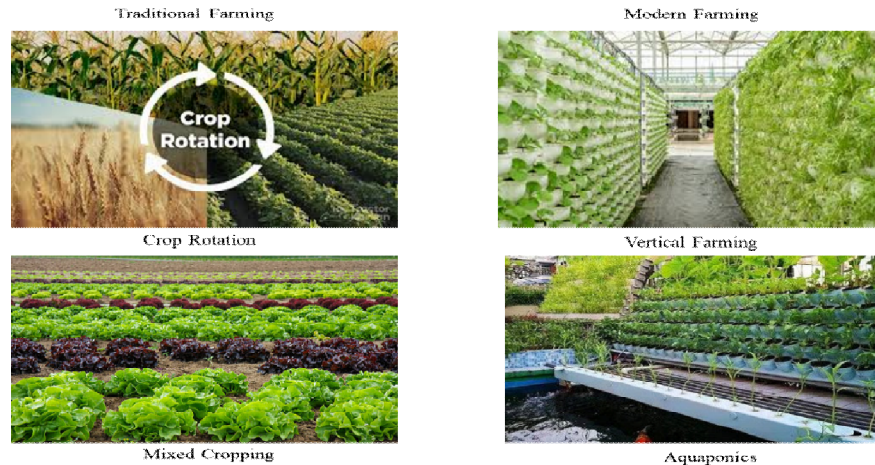 Traditional Farming
Modern Farming
Crop
Rotation
Crop Rotation
Vertical Farming
Mixed Cropping
Aquaponics